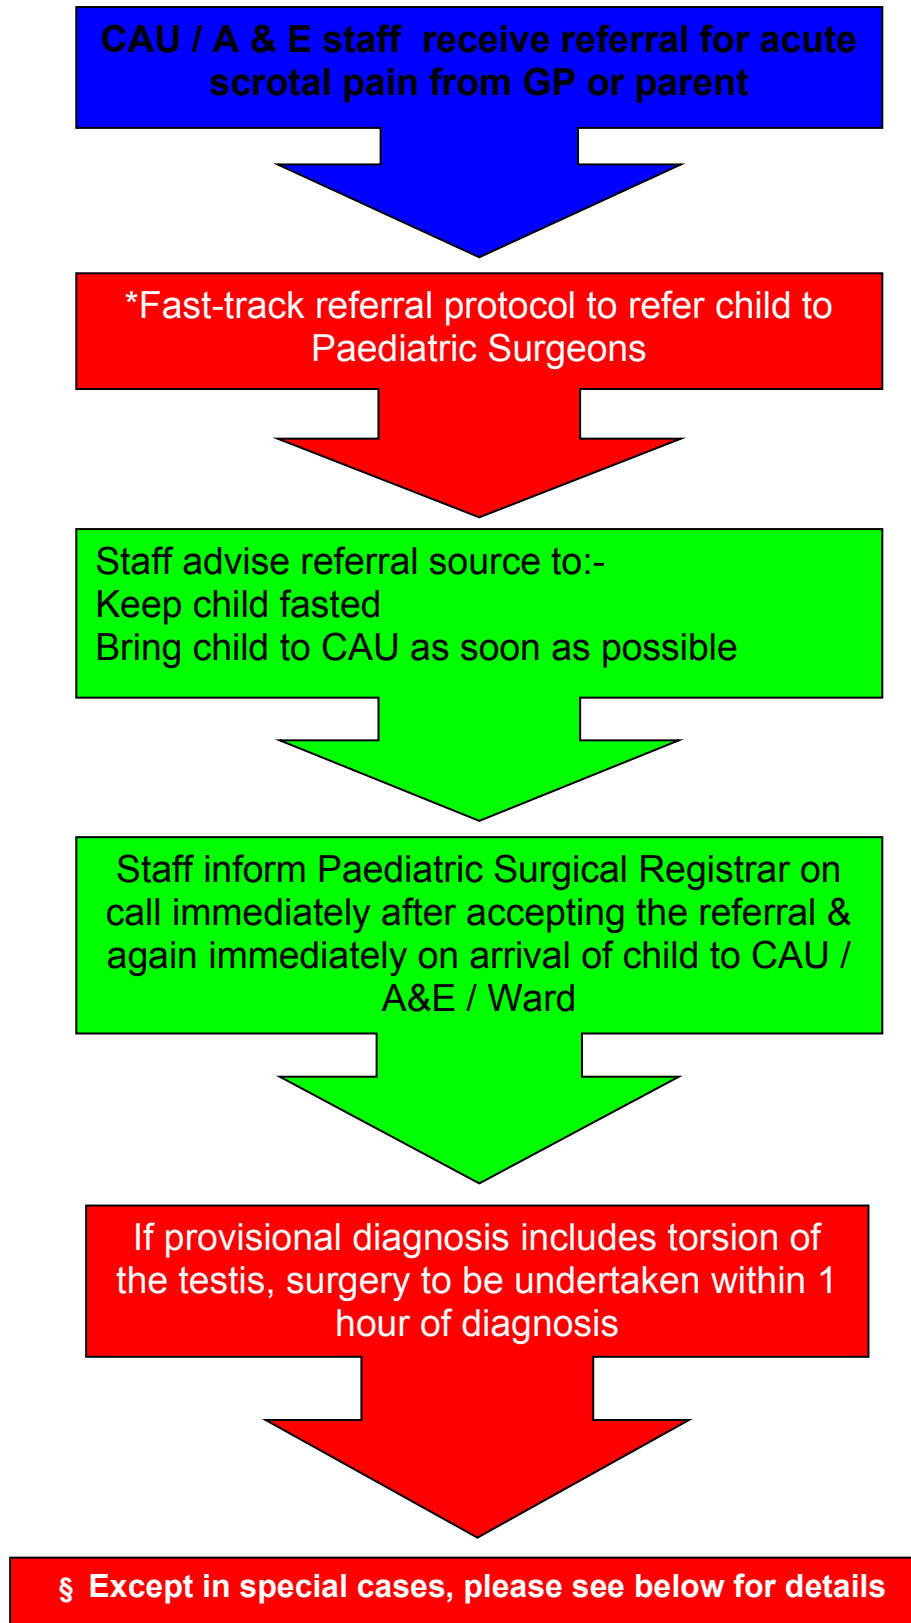 CAU / A & E staff  receive referral for acute
scrotal pain from GP or parent
*Fast-track referral protocol to refer child to
Paediatric Surgeons
Staff advise referral source to:-
Keep child fasted
Bring child to CAU as soon as possible
Staff inform Paediatric Surgical Registrar on
call immediately after accepting the referral &
again immediately on arrival of child to CAU /
A&E / Ward
If provisional diagnosis includes torsion of
the testis, surgery to be undertaken within 1
hour of diagnosis
§ Except in special cases, please see below for details